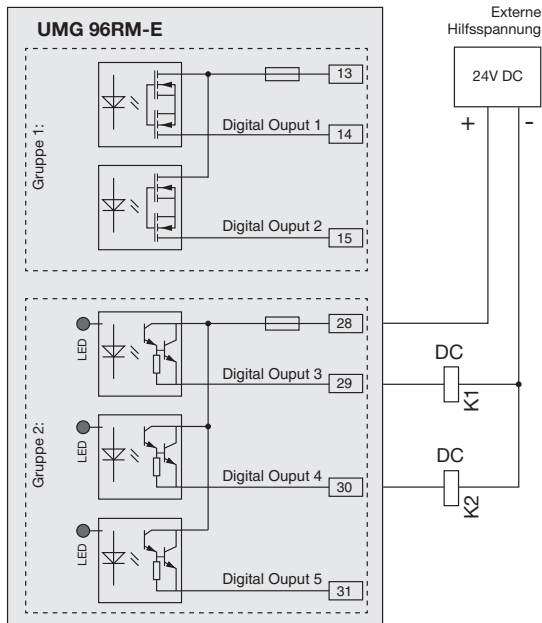 UMG 96RM-E
Externe
Hilfsspannung
24V DC
+ -
Gruppe 1:
13
Digital Ouput 1
14
Digital Ouput 2
15
Gruppe 2:
LED
28
Digital Ouput 3
29
DC
K1
LED
Digital Ouput 4
30
DC
K2
LED
Digital Ouput 5
31